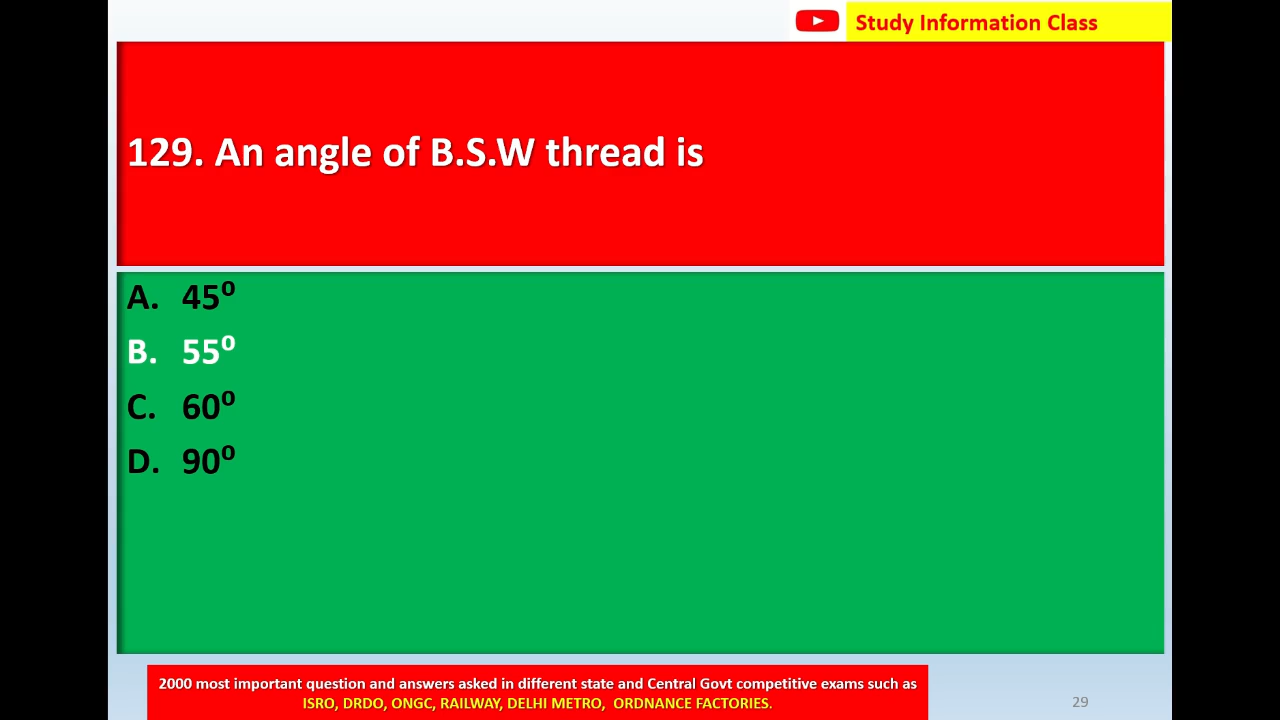 Study Information Class
129. An angle of B.S.W thread is
A. 45⁰
B. 55⁰
C. 60⁰
D. 90⁰
2000 most important question and answers asked in different state and Central Govt competitive exams such as
ISRO, DRDO, ONGC, RAILWAY, DELHI METRO, ORDNANCE FACTORIES.
29